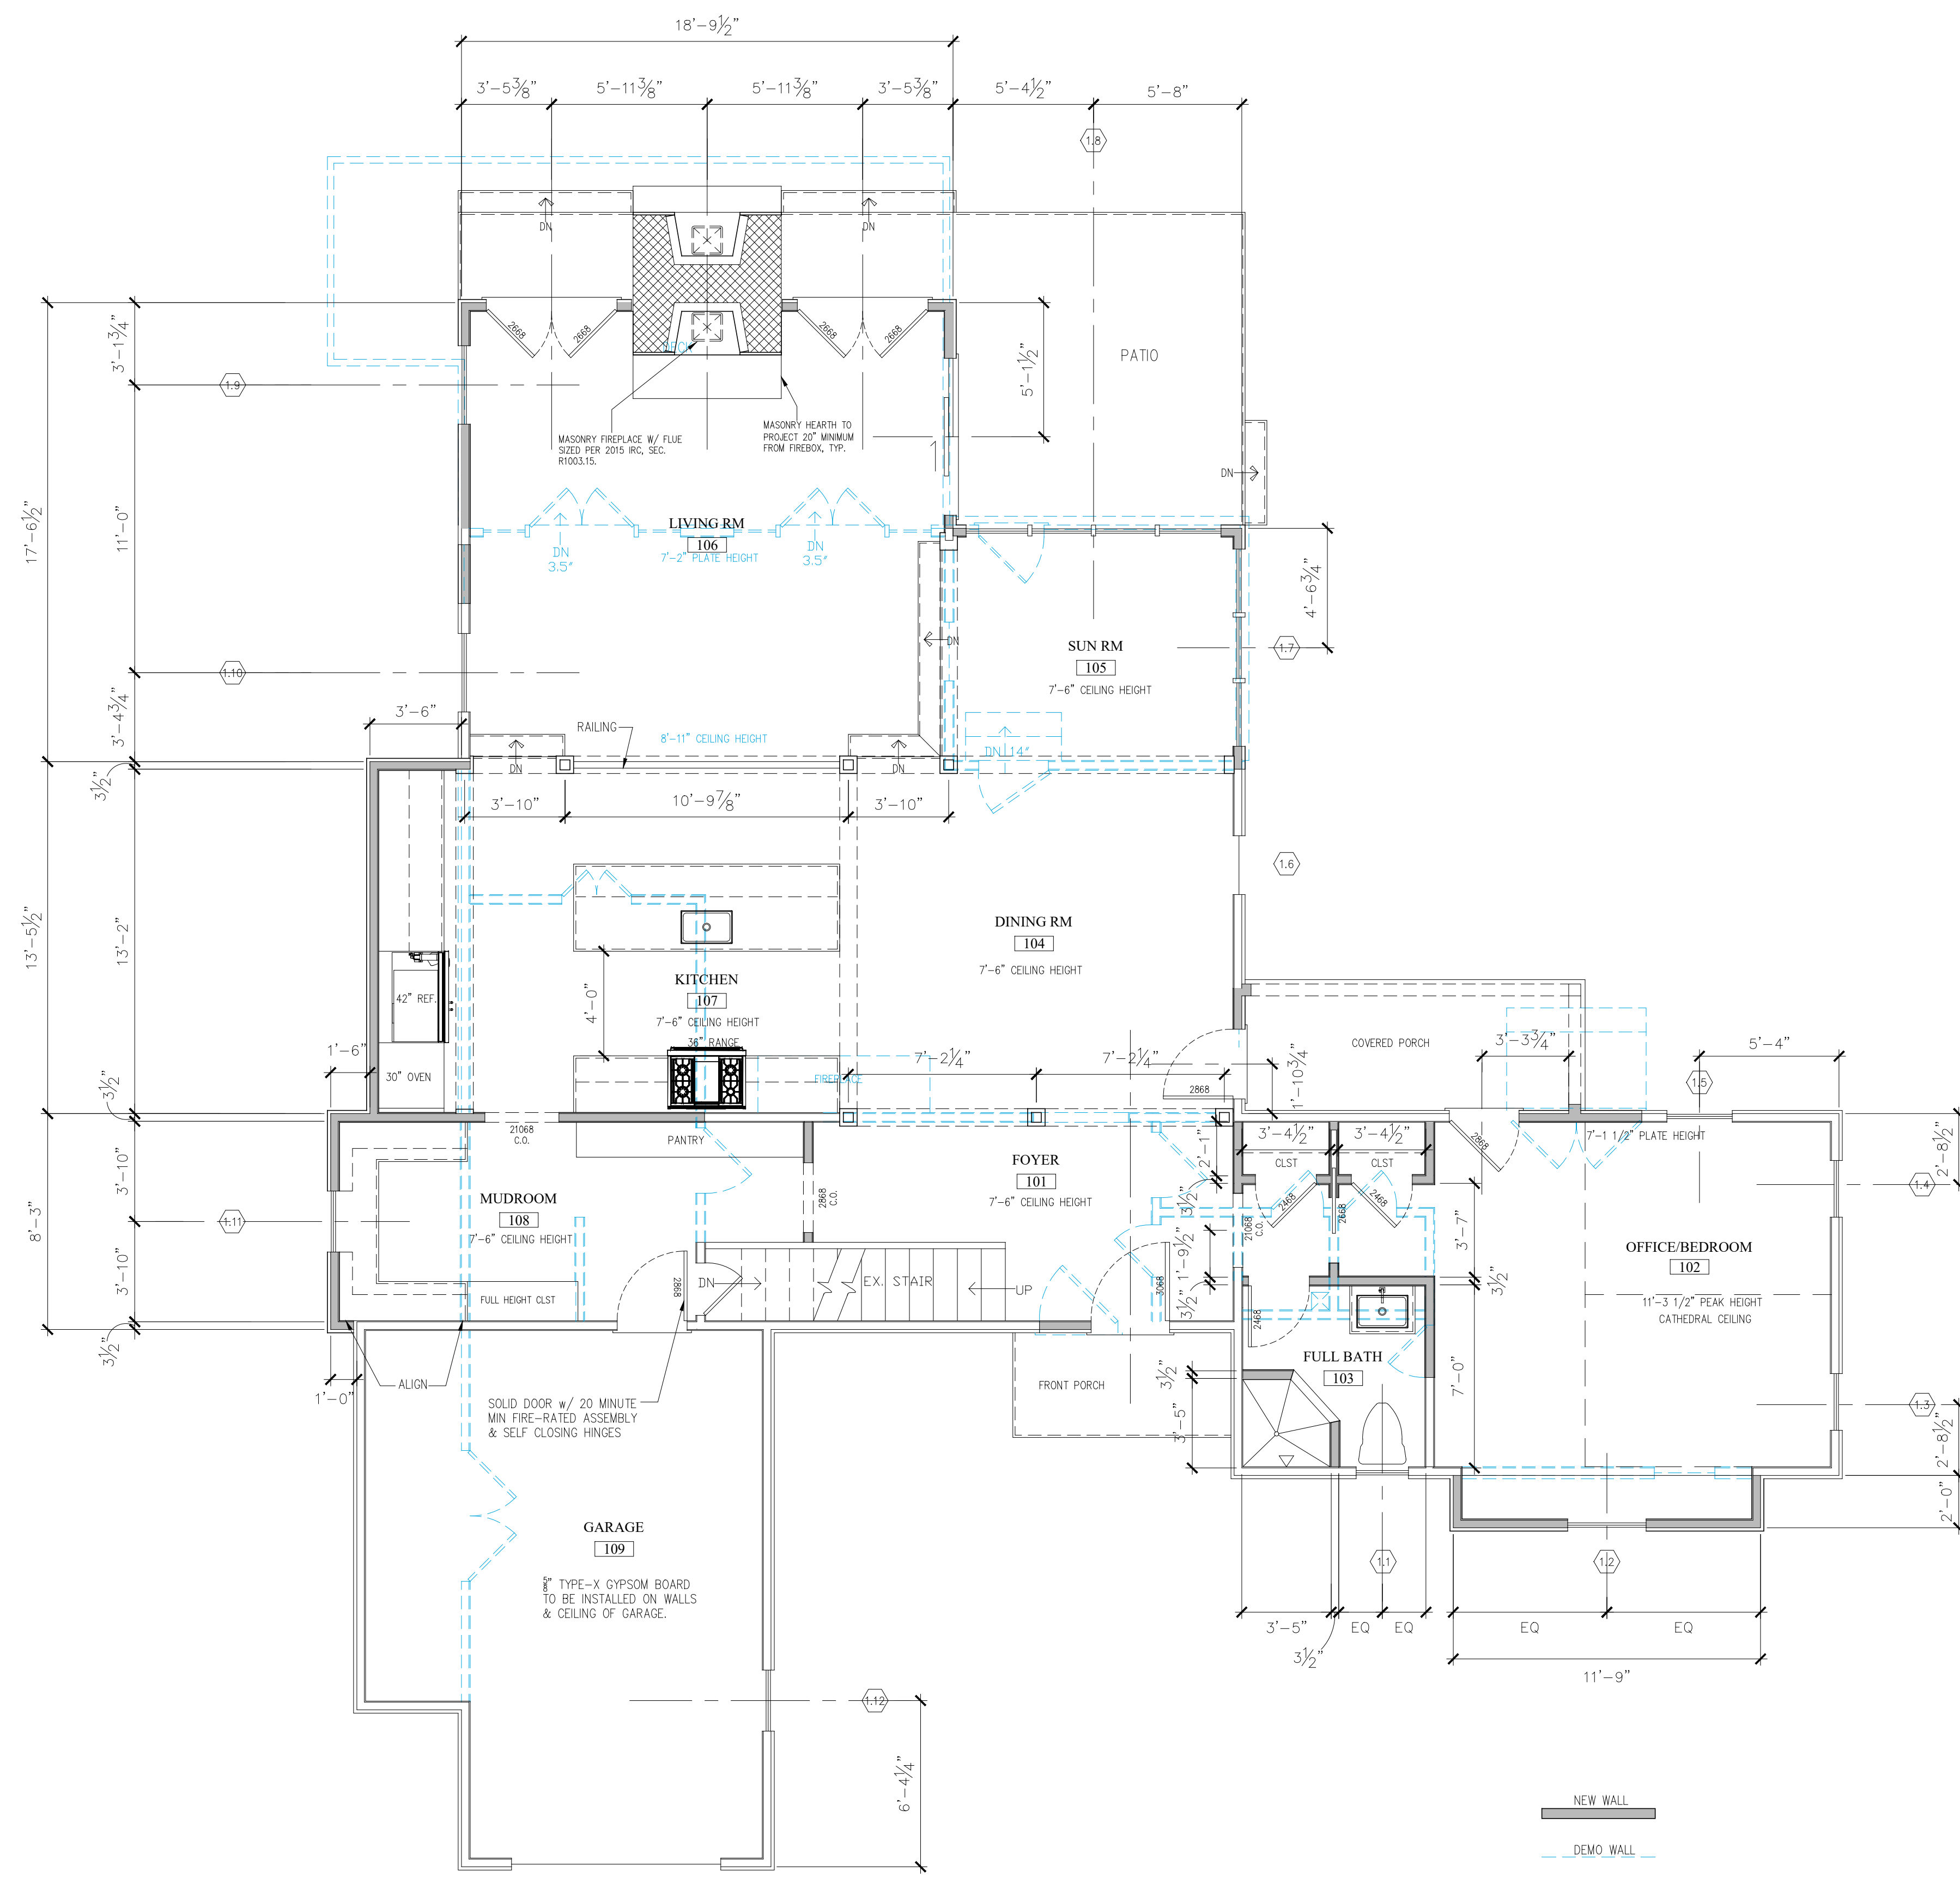 18'-9½"
3'-5⅜"
5'-11⅜"
5'-11⅜"
3'-5⅜"
5'-4½"
5'-8"
1.8
DN
DN
2668
2668
2668
2668
3'-1¾"
1.9
5'-1½"
PATIO
MASONRY FIREPLACE W/ FLUE
SIZED PER 2015 IRC, SEC.
R1003.15.
MASONRY HEARTH TO
PROJECT 20" MINIMUM
FROM FIREBOX, TYP.
DN
17'-6½"
11'-0"
LIVING RM
106
7'-2" PLATE HEIGHT
DN
3.5"
DN
3.5"
4'-6¾"
DN
SUN RM
105
7'-6" CEILING HEIGHT
1.7
1.10
3'-4¾"
3'-6"
RAILING
8'-11" CEILING HEIGHT
DN
DN
DN 14"
3½"
3'-10"
10'-9⅞"
3'-10"
1.6
13'-5½"
13'-2"
DINING RM
104
7'-6" CEILING HEIGHT
KITCHEN
107
7'-6" CEILING HEIGHT
36" RANGE
42" REF.
4'-0"
COVERED PORCH
3'-3¾"
5'-4"
1'-6"
30" OVEN
FIREPLACE
7'-2¼"
7'-2¼"
2868
1'-10¾"
1.5
3½"
21068
C.O.
PANTRY
2'-1"
3'-4½"
3'-4½"
2868
7'-1 1/2" PLATE HEIGHT
2'-8½"
CLST
CLST
FOYER
101
7'-6" CEILING HEIGHT
3'-10"
MUDROOM
108
7'-6" CEILING HEIGHT
2868
C.O.
3½"
2468
2668
2468
1.4
8'-3"
1.11
21068
C.O.
3'-7"
1'-9½"
OFFICE/BEDROOM
102
11'-3 1/2" PEAK HEIGHT
CATHEDRAL CEILING
3'-10"
FULL HEIGHT CLST
2868
DN
EX. STAIR
UP
3068
3½"
3½"
2468
3½"
FULL BATH
103
1'-0"
ALIGN
FRONT PORCH
3½"
7'-0"
1.3
SOLID DOOR w/ 20 MINUTE
MIN FIRE-RATED ASSEMBLY
& SELF CLOSING HINGES
3'-5"
2'-8½"
2'-0"
GARAGE
109
⅝" TYPE-X GYPSOM BOARD
TO BE INSTALLED ON WALLS
& CEILING OF GARAGE.
1.1
1.2
3'-5"
EQ
EQ
EQ
EQ
3½"
11'-9"
1.12
6'-4¼"
NEW WALL
DEMO WALL